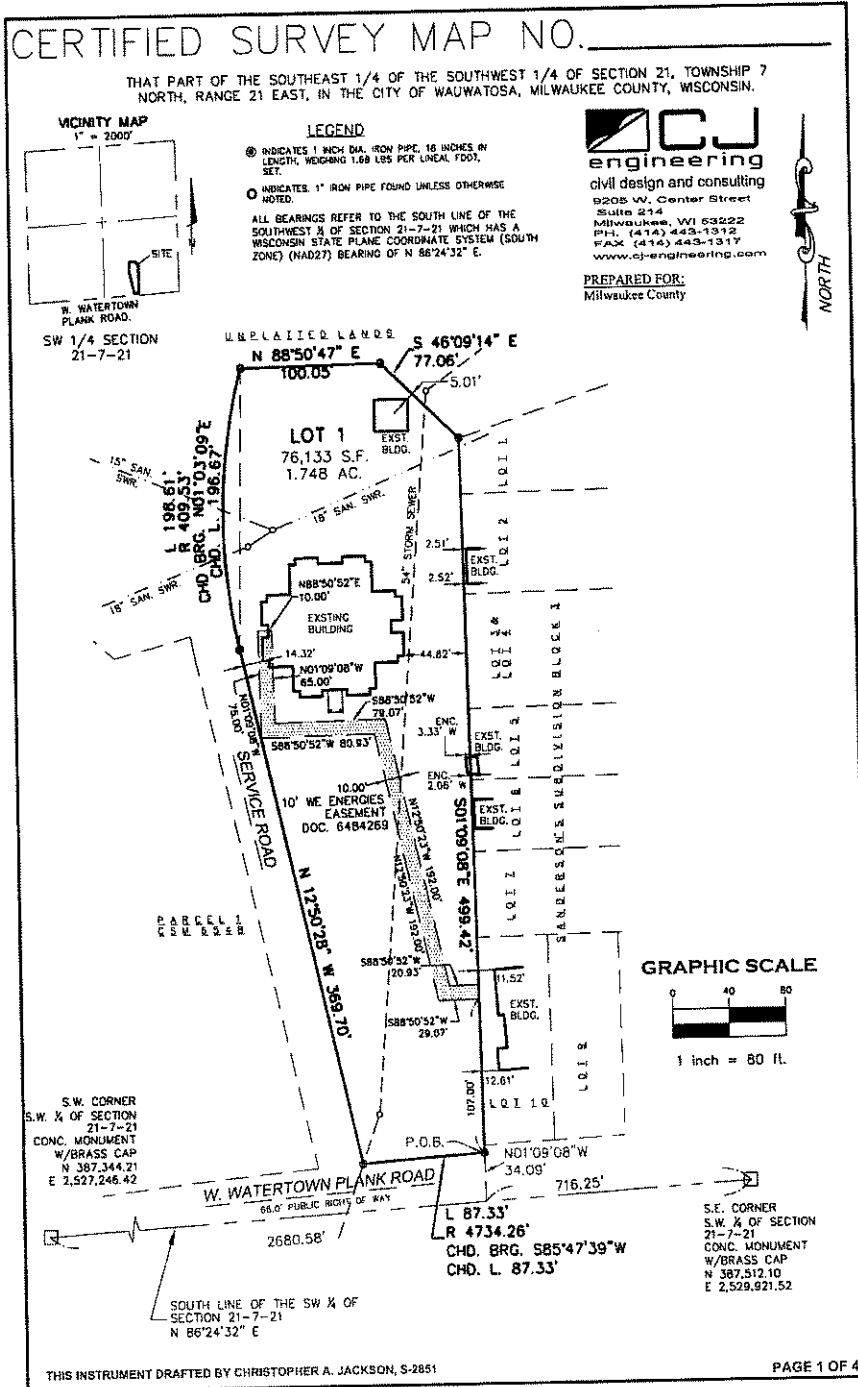 CERTIFIED SURVEY MAP NO.
THAT PART OF THE SOUTHEAST 1/4 OF THE SOUTHWEST 1/4 OF SECTION 21, TOWNSHIP 7
NORTH, RANGE 21 EAST, IN THE CITY OF WAUWATOSA, MILWAUKEE COUNTY, WISCONSIN.
VICINITY MAP
1" = 2000'
SITE
W. WATERTOWN
PLANK ROAD.
SW 1/4 SECTION
21-7-21
LEGEND
INDICATES 1 INCH DIA. IRON PIPE, 18 INCHES IN
LENGTH, WEIGHING 1.68 LBS PER LINEAL FOOT,
SET.
INDICATES. 1" IRON PIPE FOUND UNLESS OTHERWISE
NOTED.
ALL BEARINGS REFER TO THE SOUTH LINE OF THE
SOUTHWEST ¼ OF SECTION 21-7-21 WHICH HAS A
WISCONSIN STATE PLANE COORDINATE SYSTEM (SOUTH
ZONE) (NAD27) BEARING OF N 86°24'32" E.
CJ
engineering
civil design and consulting
9205 W. Center Street
Suite 214
Milwaukee, WI 53222
PH. (414) 443-1312
FAX (414) 443-1317
www.cj-engineering.com
PREPARED FOR:
Milwaukee County
NORTH
UNPLATTED LANDS
N 88°50'47" E
100.05'
S 46°09'14" E
77.06'
5.01'
EXST.
BLDG.
LOT 1
76,133 S.F.
1.748 AC.
15" SAN.
SWR.
18" SAN. SWR.
18" SAN. SWR.
L 198.61'
R 409.53'
CHD BRG. N01°03'09"E
CHD. L. 196.67'
54" STORM SEWER
LOT 1
LOT 2
2.51'
2.52'
EXST.
BLDG.
N88°50'52"E
10.00'
EXISTING
BUILDING
14.32'
44.82'
LOT 3&
LOT 4
SANDERSON'S SUBDIVISION BLOCK 1
N01°09'08"W
65.00'
N01°09'08"W
75.00'
S88°50'52"W
79.07'
S88°50'52"W 80.93'
ENC.
3.33' W
EXST.
BLDG.
LOT 5
ENC.
2.06' W
10.00'
10' WE ENERGIES
EASEMENT
DOC. 6484269
EXST.
BLDG.
LOT 6
SERVICE ROAD
N12°50'23"W 192.00'
N12°50'23"W 192.00'
S01°09'08"E 499.42'
LOT 7
N 12°50'28" W 369.70'
PARCEL 1
CSM 6548
S88°50'52"W
20.93'
11.52'
EXST.
BLDG.
S88°50'52"W
29.07'
12.61'
107.00'
LOT 10
LOT 9
GRAPHIC SCALE
0 40 80
1 inch = 80 ft.
S.W. CORNER
S.W. ¼ OF SECTION
21-7-21
CONC. MONUMENT
W/BRASS CAP
N 387,344.21
E 2,527,246.42
P.O.B.
N01°09'08"W
34.09'
W. WATERTOWN PLANK ROAD
66.0' PUBLIC RIGHT OF WAY
716.25'
2680.58'
L 87.33'
R 4734.26'
CHD. BRG. S85°47'39"W
CHD. L. 87.33'
S.E. CORNER
S.W. ¼ OF SECTION
21-7-21
CONC. MONUMENT
W/BRASS CAP
N 387,512.10
E 2,529,921.52
SOUTH LINE OF THE SW ¼ OF
SECTION 21-7-21
N 86°24'32" E
THIS INSTRUMENT DRAFTED BY CHRISTOPHER A. JACKSON, S-2851
PAGE 1 OF 4